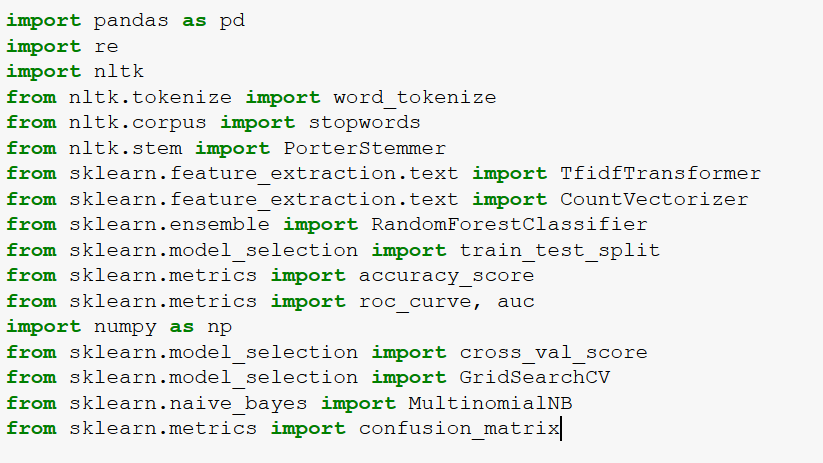 import pandas as pd
import re
import nltk
from nltk.tokenize import word_tokenize
from nltk.corpus import stopwords
from nltk.stem import PorterStemmer
from sklearn.feature_extraction.text import TfidfTransformer
from sklearn.feature_extraction.text import CountVectorizer
from sklearn.ensemble import RandomForestClassifier
from sklearn.model_selection import train_test_split
from sklearn.metrics import accuracy_score
from sklearn.metrics import roc_curve, auc
import numpy as np
from sklearn.model_selection import cross_val_score
from sklearn.model_selection import GridSearchCV
from sklearn.naive_bayes import MultinomialNB
from sklearn.metrics import confusion_matrix